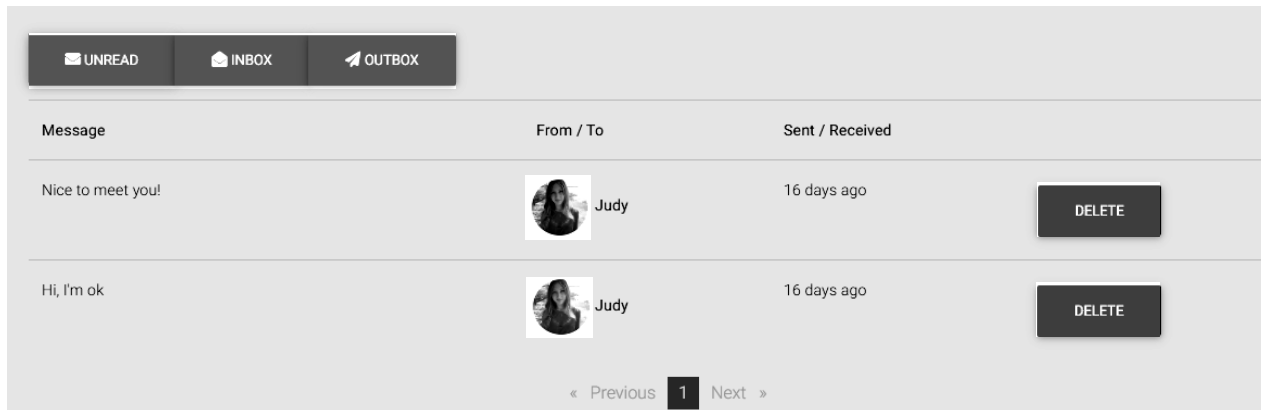 UNREAD INBOX OUTBOX
Message From / To Sent / Received
Nice to meet you! Judy 16 days ago DELETE
Hi, I'm ok Judy 16 days ago DELETE
« Previous 1 Next »